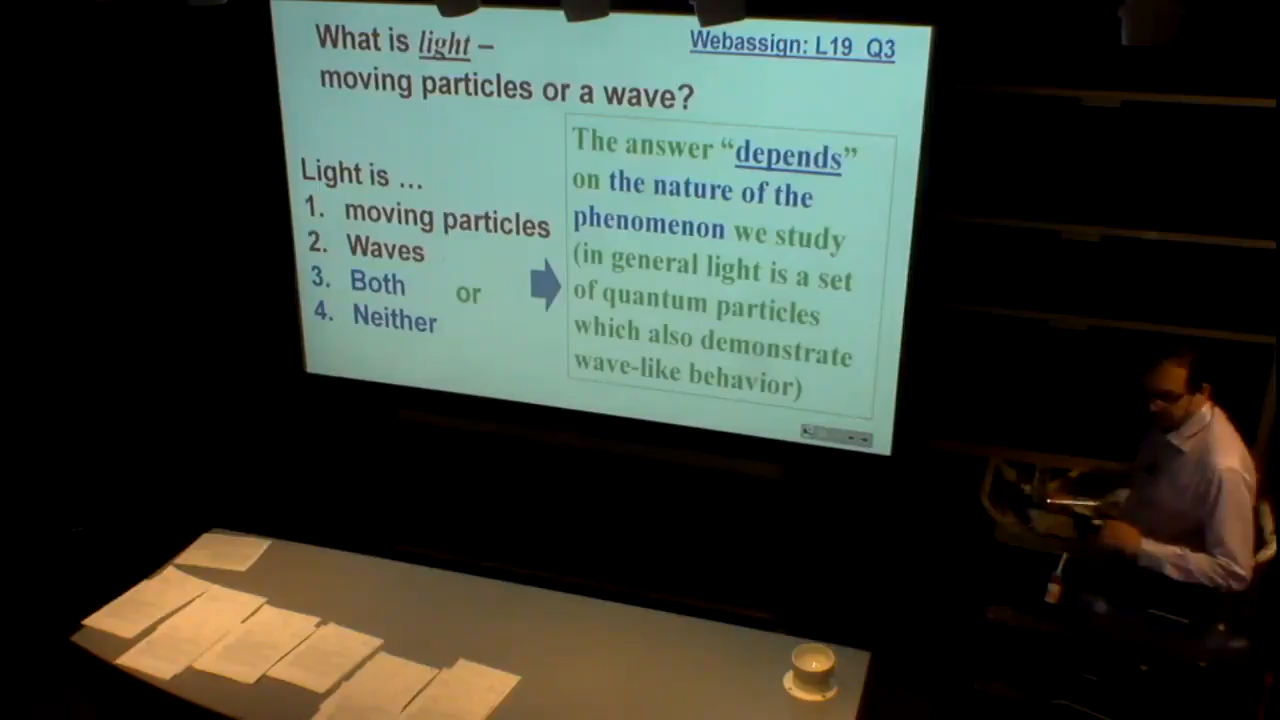 What is light –
moving particles or a wave?
Webassign: L19 Q3
Light is ...
1. moving particles
2. Waves
3. Both or
4. Neither
The answer “depends”
on the nature of the
phenomenon we study
(in general light is a set
of quantum particles
which also demonstrate
wave-like behavior)